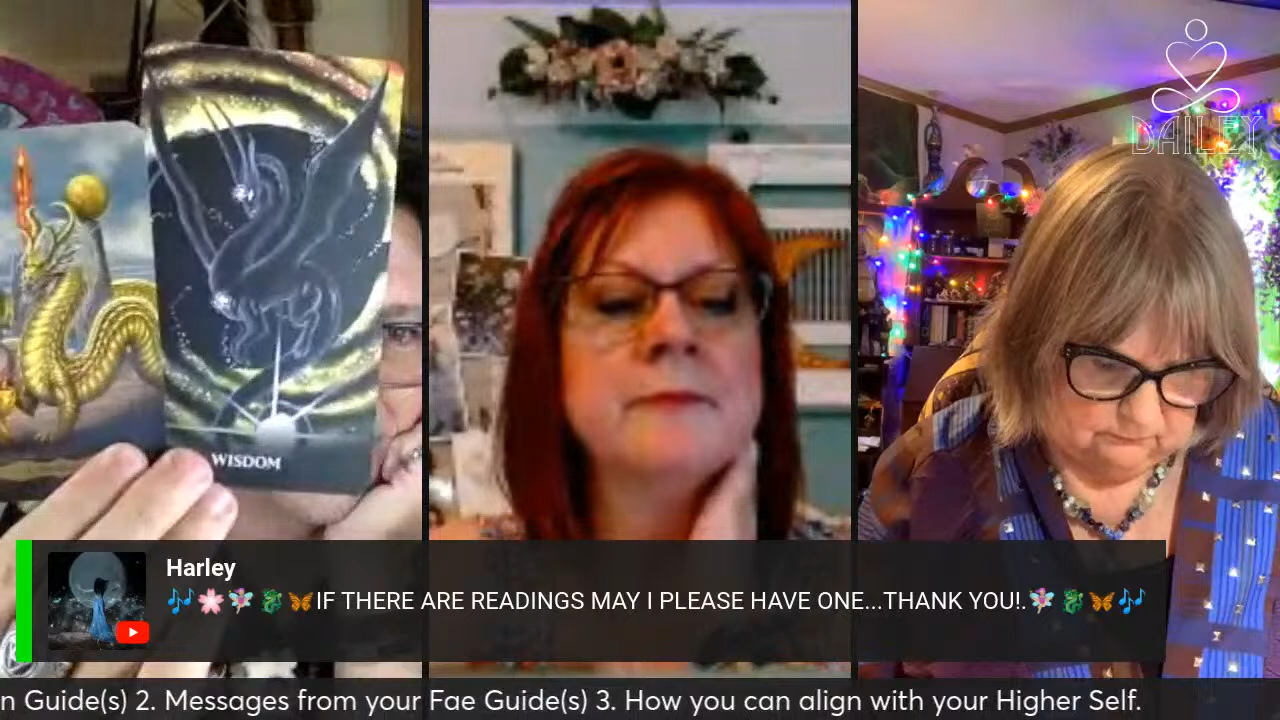 DAILEY
WISDOM
Harley
🎶🌸🧚🐉🦋IF THERE ARE READINGS MAY I PLEASE HAVE ONE...THANK YOU!.🧚🐉🦋🎶
n Guide(s) 2. Messages from your Fae Guide(s) 3. How you can align with your Higher Self.